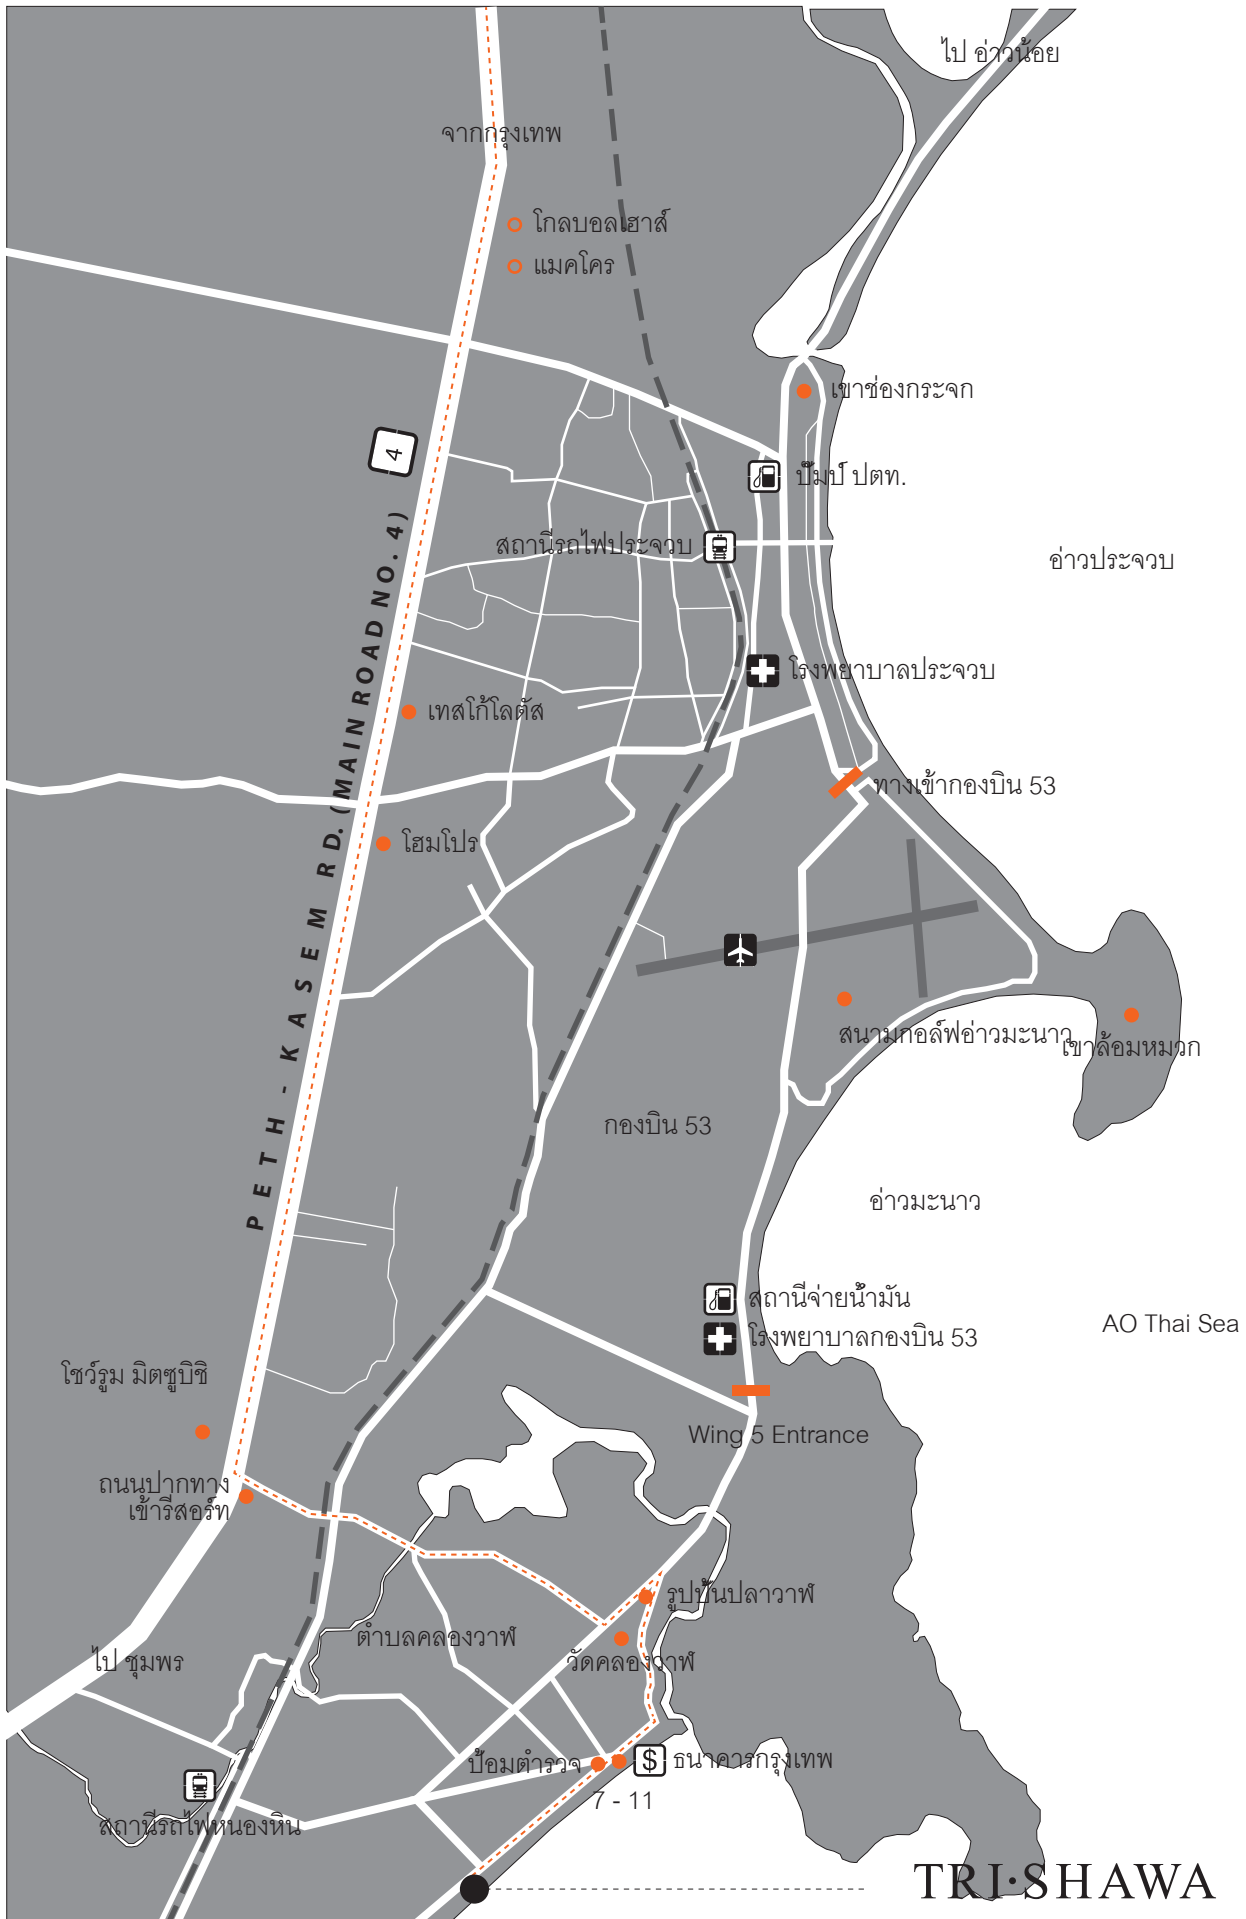 ไป อ่าวน้อย
จากกรุงเทพ
โกลบอลเฮาส์
แมคโคร
เขาช่องกระจก
4
ปั๊มป์ ปตท.
สถานีรถไฟประจวบ
อ่าวประจวบ
โรงพยาบาลประจวบ
PETH - KASEM RD. (MAIN ROAD NO. 4)
เทสโก้โลตัส
ทางเข้ากองบิน 53
โฮมโปร
สนามกอล์ฟอ่าวมะนาว
เขาล้อมหมวก
กองบิน 53
อ่าวมะนาว
สถานีจ่ายน้ำมัน
AO Thai Sea
โรงพยาบาลกองบิน 53
โชว์รูม มิตซูบิชิ
Wing 5 Entrance
ถนนปากทาง
เข้ารีสอร์ท
รูปปั้นปลาวาฬ
ตำบลคลองวาฬ
วัดคลองวาฬ
ไป ชุมพร
ป้อมตำรวจ
$
ธนาคารกรุงเทพ
7 - 11
สถานีรถไฟหนองหิน
TRI·SHAWA